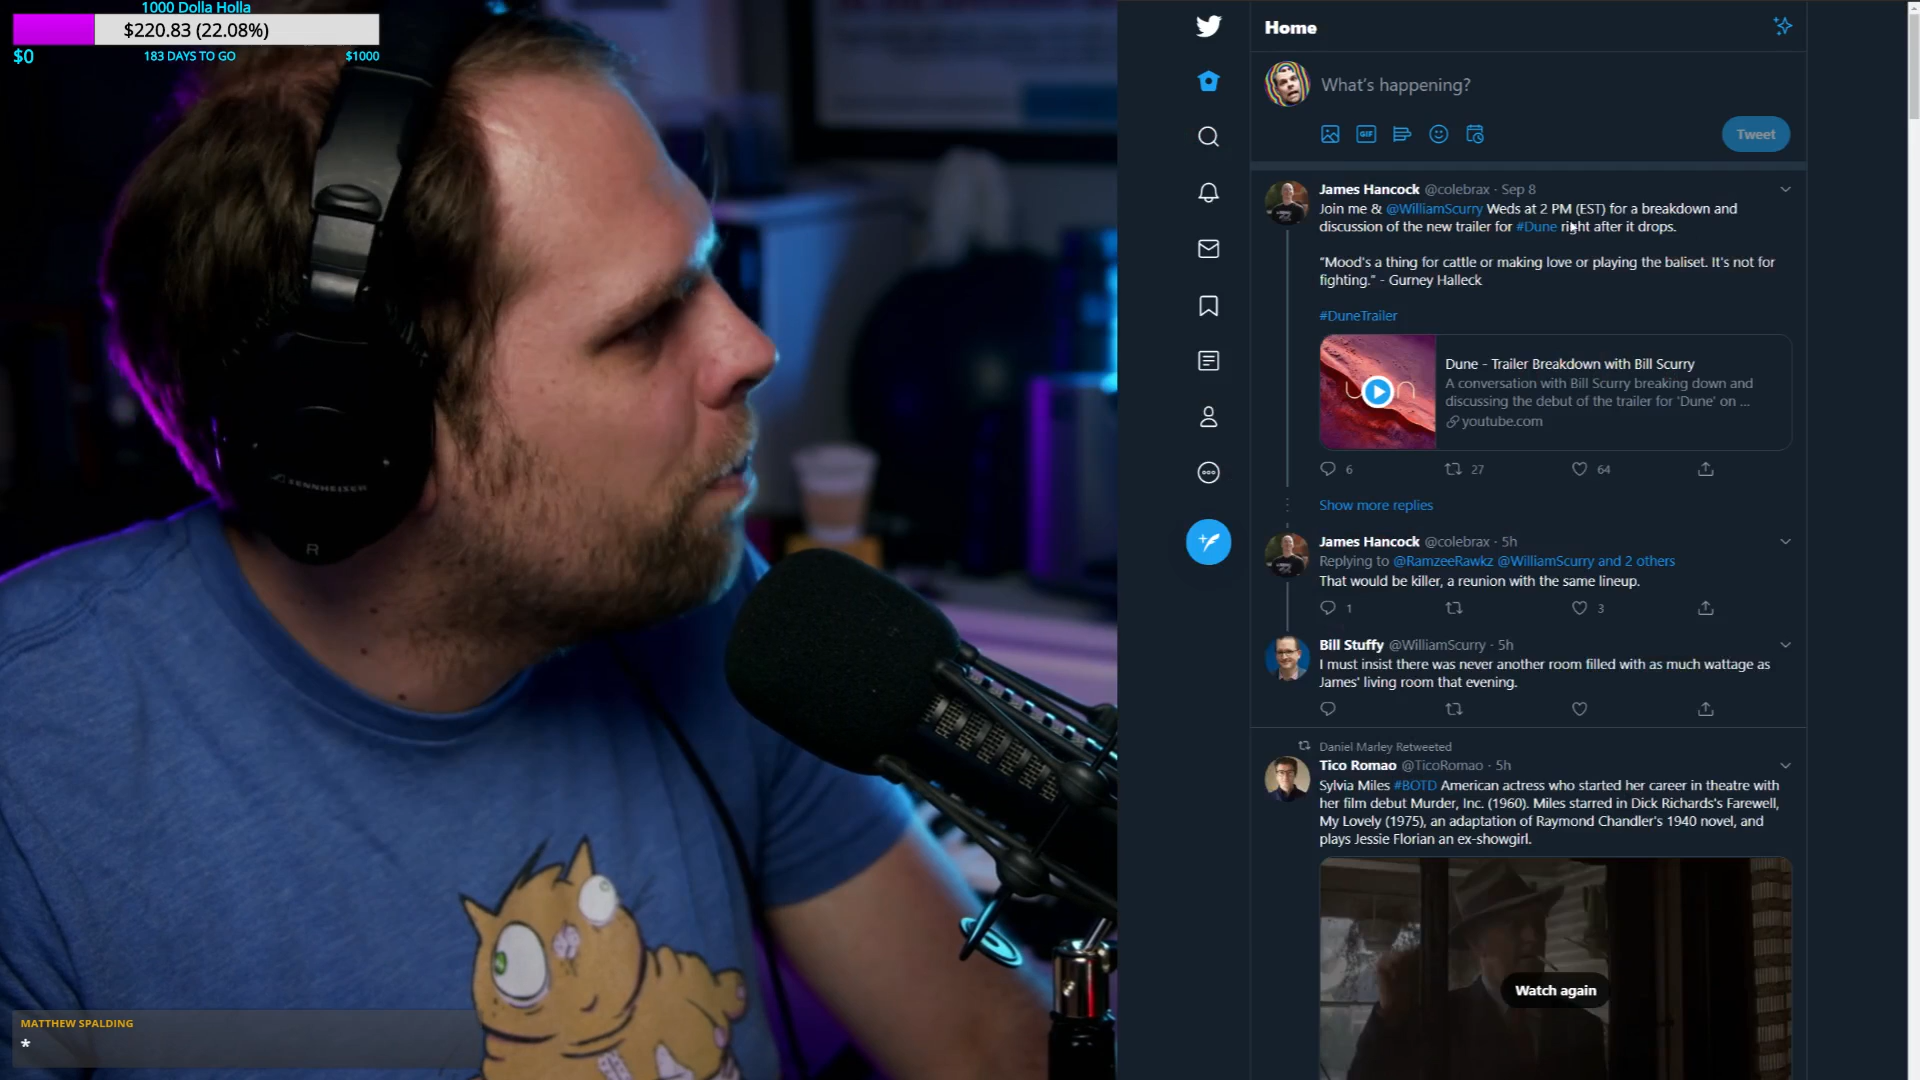 1000 Dolla Holla
$220.83 (22.08%)
$0
183 DAYS TO GO
$1000
SENNHEISER
R
MATTHEW SPALDING
*
Home
What's happening?
GIF
Tweet
James Hancock @colebrax · Sep 8
Join me & @WilliamScurry Weds at 2 PM (EST) for a breakdown and
discussion of the new trailer for #Dune right after it drops.
"Mood's a thing for cattle or making love or playing the baliset. It's not for
fighting." - Gurney Halleck
#DuneTrailer
Dune - Trailer Breakdown with Bill Scurry
A conversation with Bill Scurry breaking down and
discussing the debut of the trailer for 'Dune' on ...
youtube.com
6 27 64
Show more replies
James Hancock @colebrax · 5h
Replying to @RamzeeRawkz @WilliamScurry and 2 others
That would be killer, a reunion with the same lineup.
1 3
Bill Stuffy @WilliamScurry · 5h
I must insist there was never another room filled with as much wattage as
James' living room that evening.
Daniel Marley Retweeted
Tico Romao @TicoRomao · 5h
Sylvia Miles #BOTD American actress who started her career in theatre with
her film debut Murder, Inc. (1960). Miles starred in Dick Richards's Farewell,
My Lovely (1975), an adaptation of Raymond Chandler's 1940 novel, and
plays Jessie Florian an ex-showgirl.
Watch again